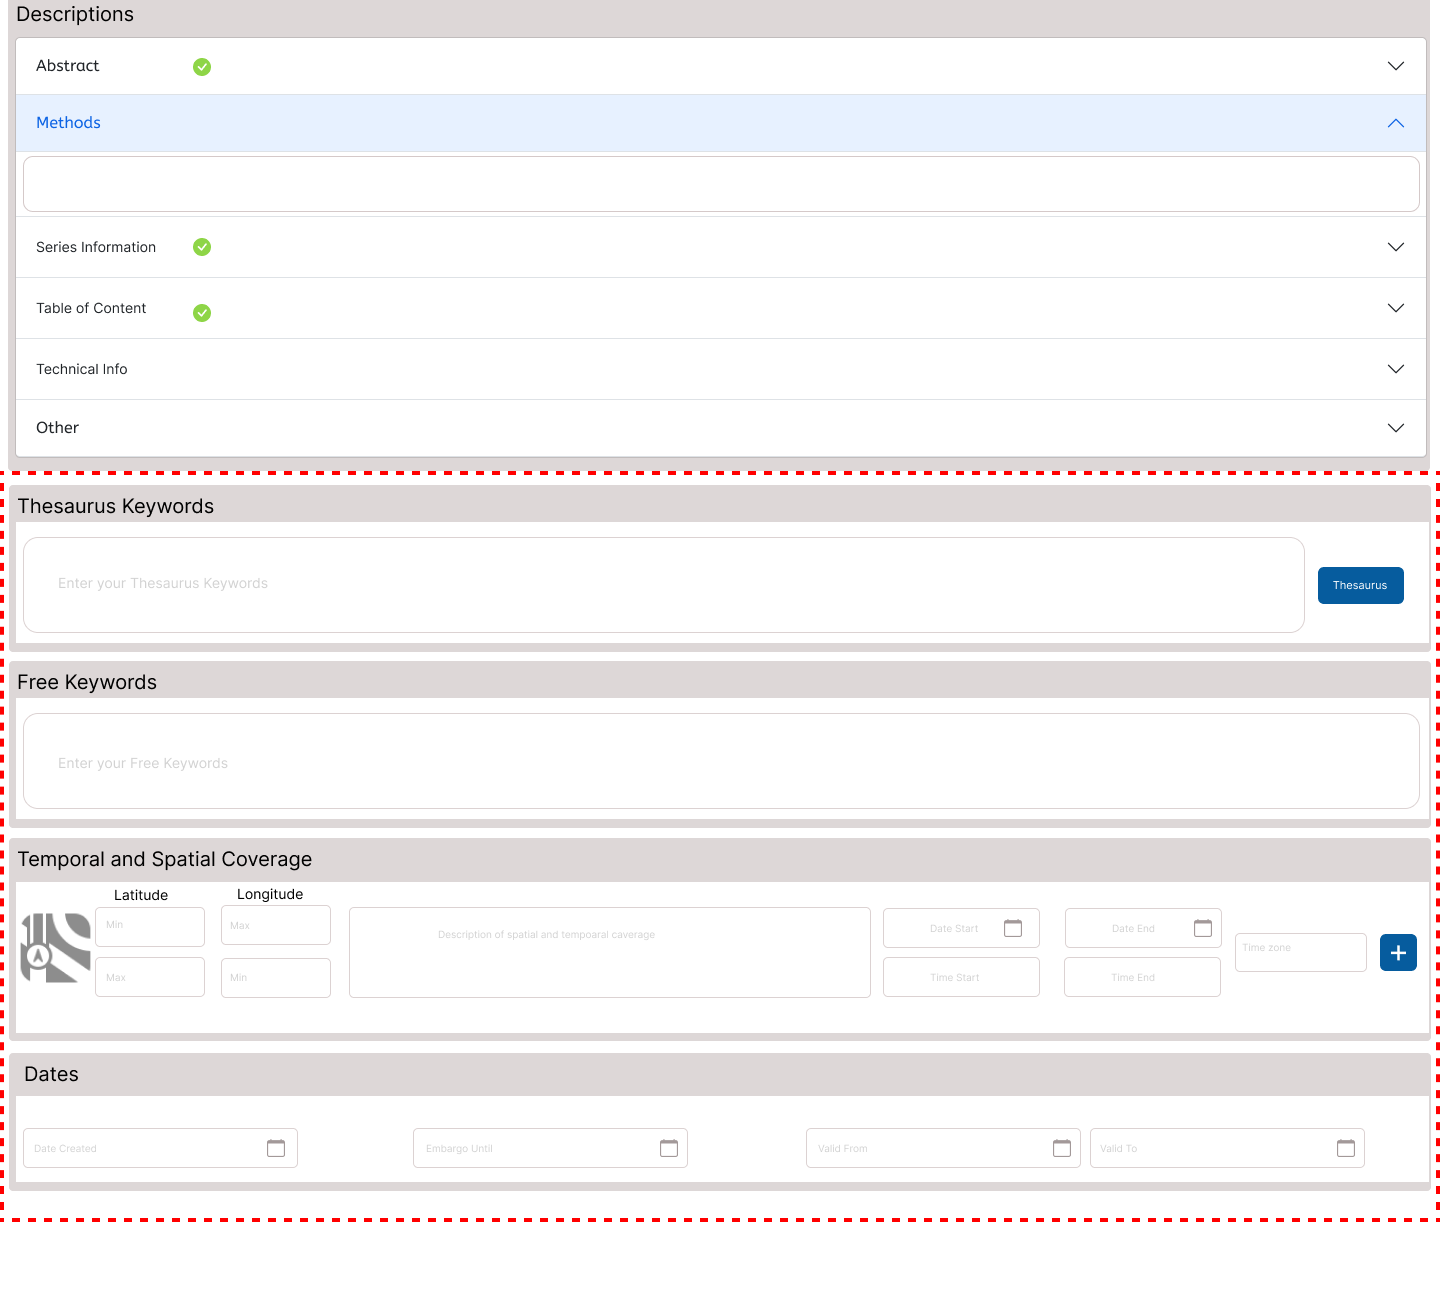 Descriptions
Abstract
Methods
Series Information
Table of Content
Technical Info
Other
Thesaurus Keywords
Enter your Thesaurus Keywords
Thesaurus
Free Keywords
Enter your Free Keywords
Temporal and Spatial Coverage
Latitude Longitude
Min Max Description of spatial and tempoaral caverage Date Start Date End Time zone
Max Min Time Start Time End
Dates
Date Created Embargo Until Valid From Valid To